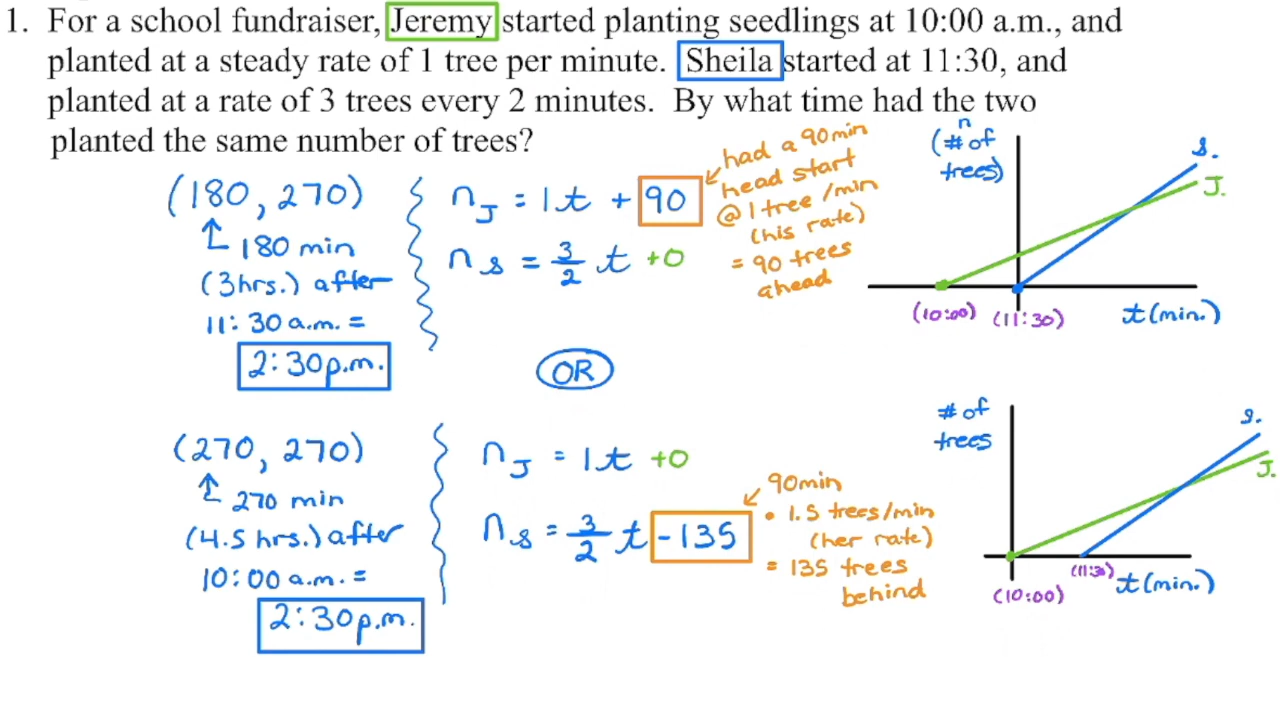 1. For a school fundraiser, Jeremy started planting seedlings at 10:00 a.m., and
planted at a steady rate of 1 tree per minute. Sheila started at 11:30, and
planted at a rate of 3 trees every 2 minutes. By what time had the two
planted the same number of trees?
(180, 270)
↑ 180 min
(3hrs.) after
11:30 a.m. =
2:30p.m.
n_J = 1t + 90
n_s = 3/2 t +0
had a 90min
head start
@ 1 tree/min
(his rate)
= 90 trees
ahead
n
(# of
trees)
s.
J.
(10:00) (11:30) t(min.)
OR
(270, 270)
↑ 270 min
(4.5 hrs.) after
10:00 a.m. =
2:30p.m.
n_J = 1t +0
n_s = 3/2 t -135
90min
• 1.5 trees/min
(her rate)
= 135 trees
behind
# of
trees
s.
J.
(11:30)
(10:00)
t(min.)